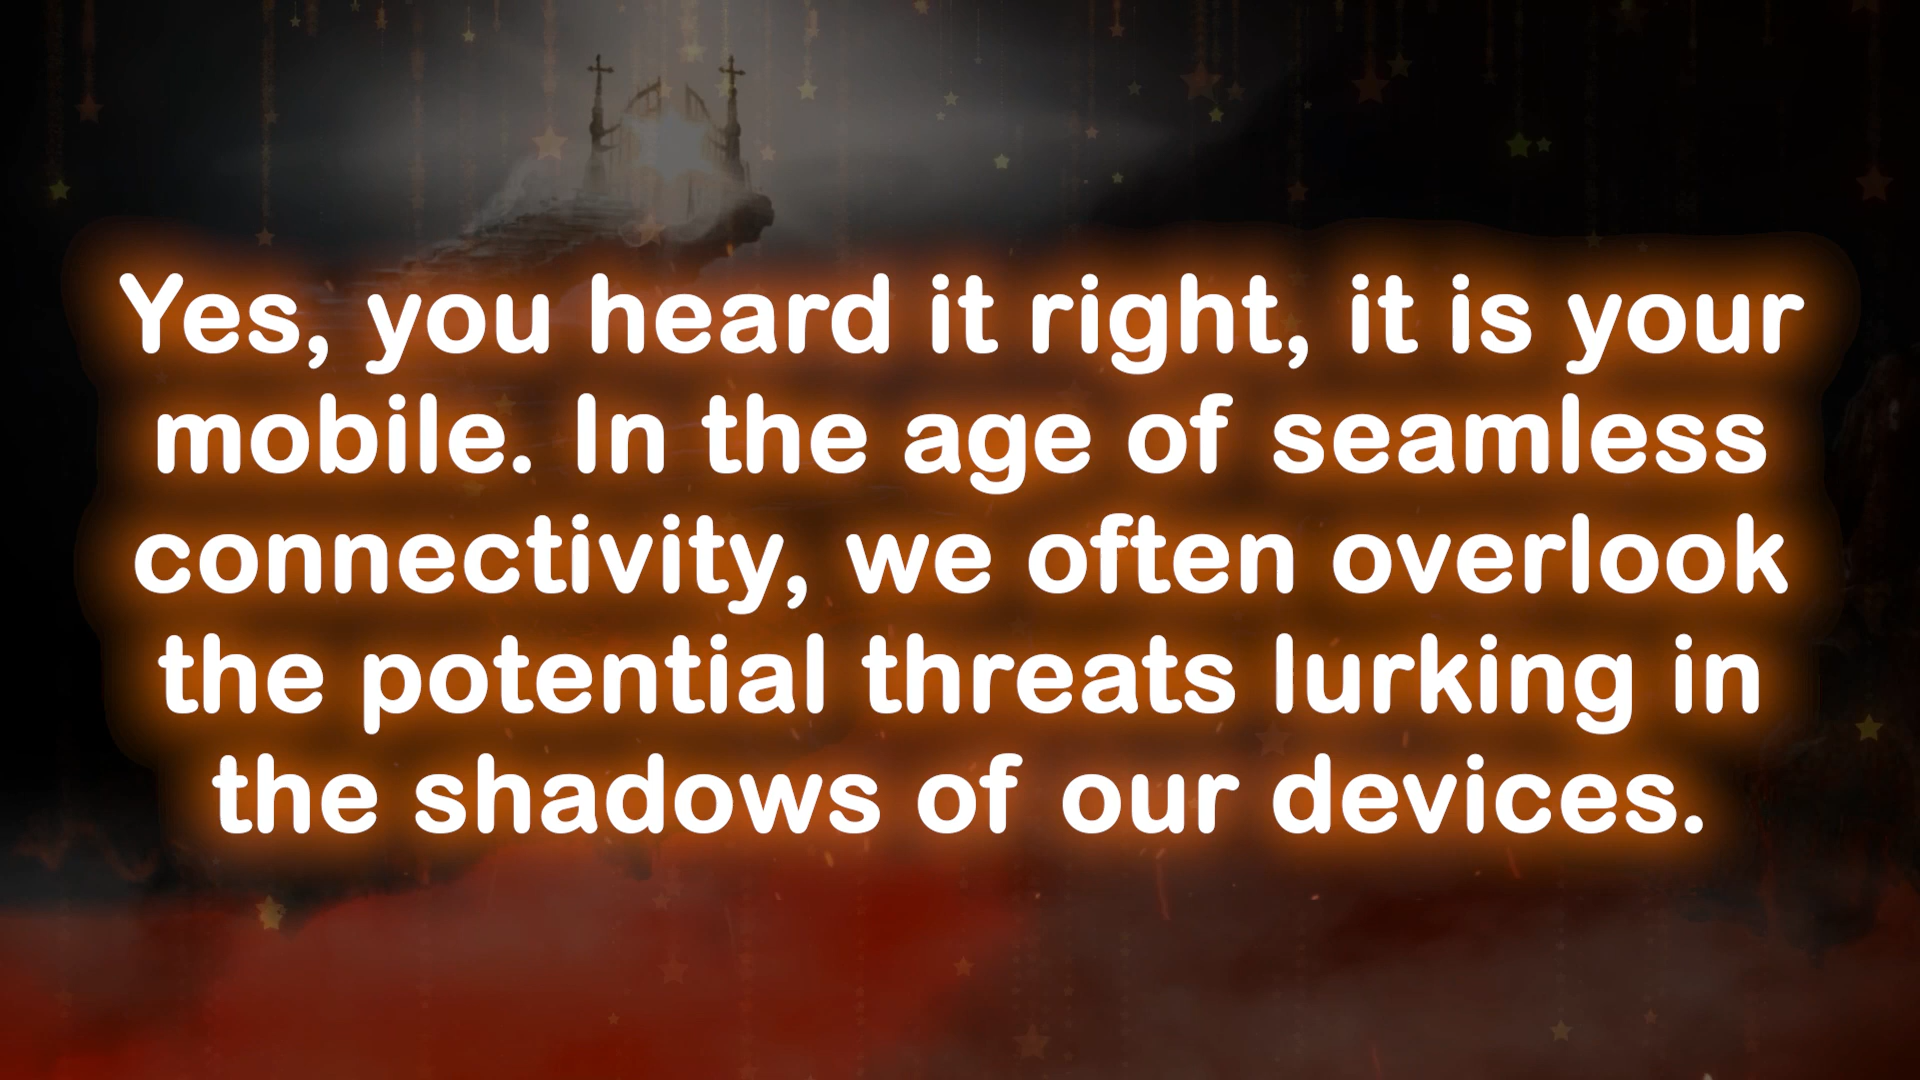 Yes, you heard it right, it is your
mobile. In the age of seamless
connectivity, we often overlook
the potential threats lurking in
the shadows of our devices.